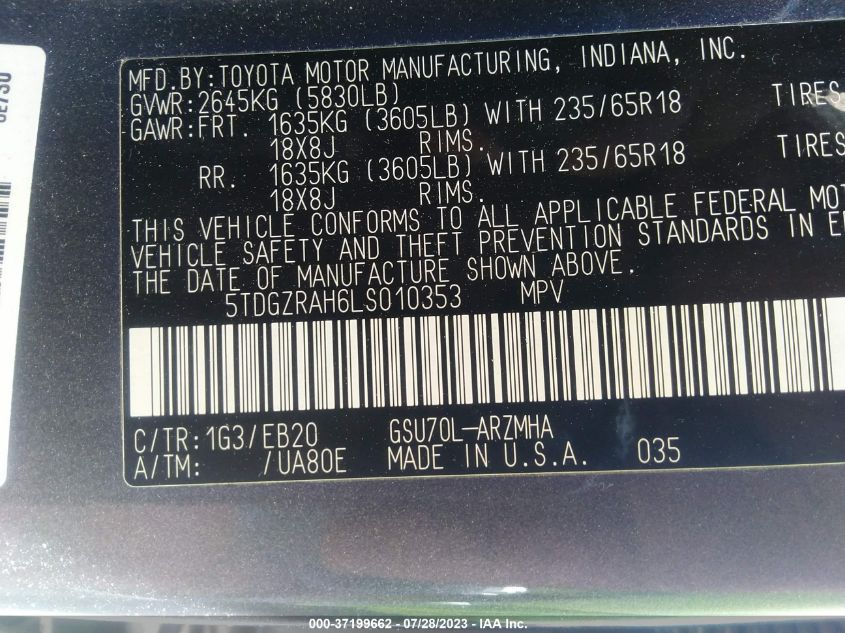 MFD.BY:TOYOTA MOTOR MANUFACTURING, INDIANA, INC.
GVWR:2645KG (5830LB)
GAWR:FRT. 1635KG (3605LB) WITH 235/65R18 TIRES
18X8J RIMS.
RR. 1635KG (3605LB) WITH 235/65R18 TIRES
18X8J RIMS.
THIS VEHICLE CONFORMS TO ALL APPLICABLE FEDERAL MOT
VEHICLE SAFETY AND THEFT PREVENTION STANDARDS IN E
THE DATE OF MANUFACTURE SHOWN ABOVE.
5TDGZRAH6LS010353 MPV
C/TR:1G3/EB20 GSU70L-ARZMHA
A/TM: /UA80E MADE IN U.S.A. 035
000-37199662 - 07/28/2023 - IAA Inc.